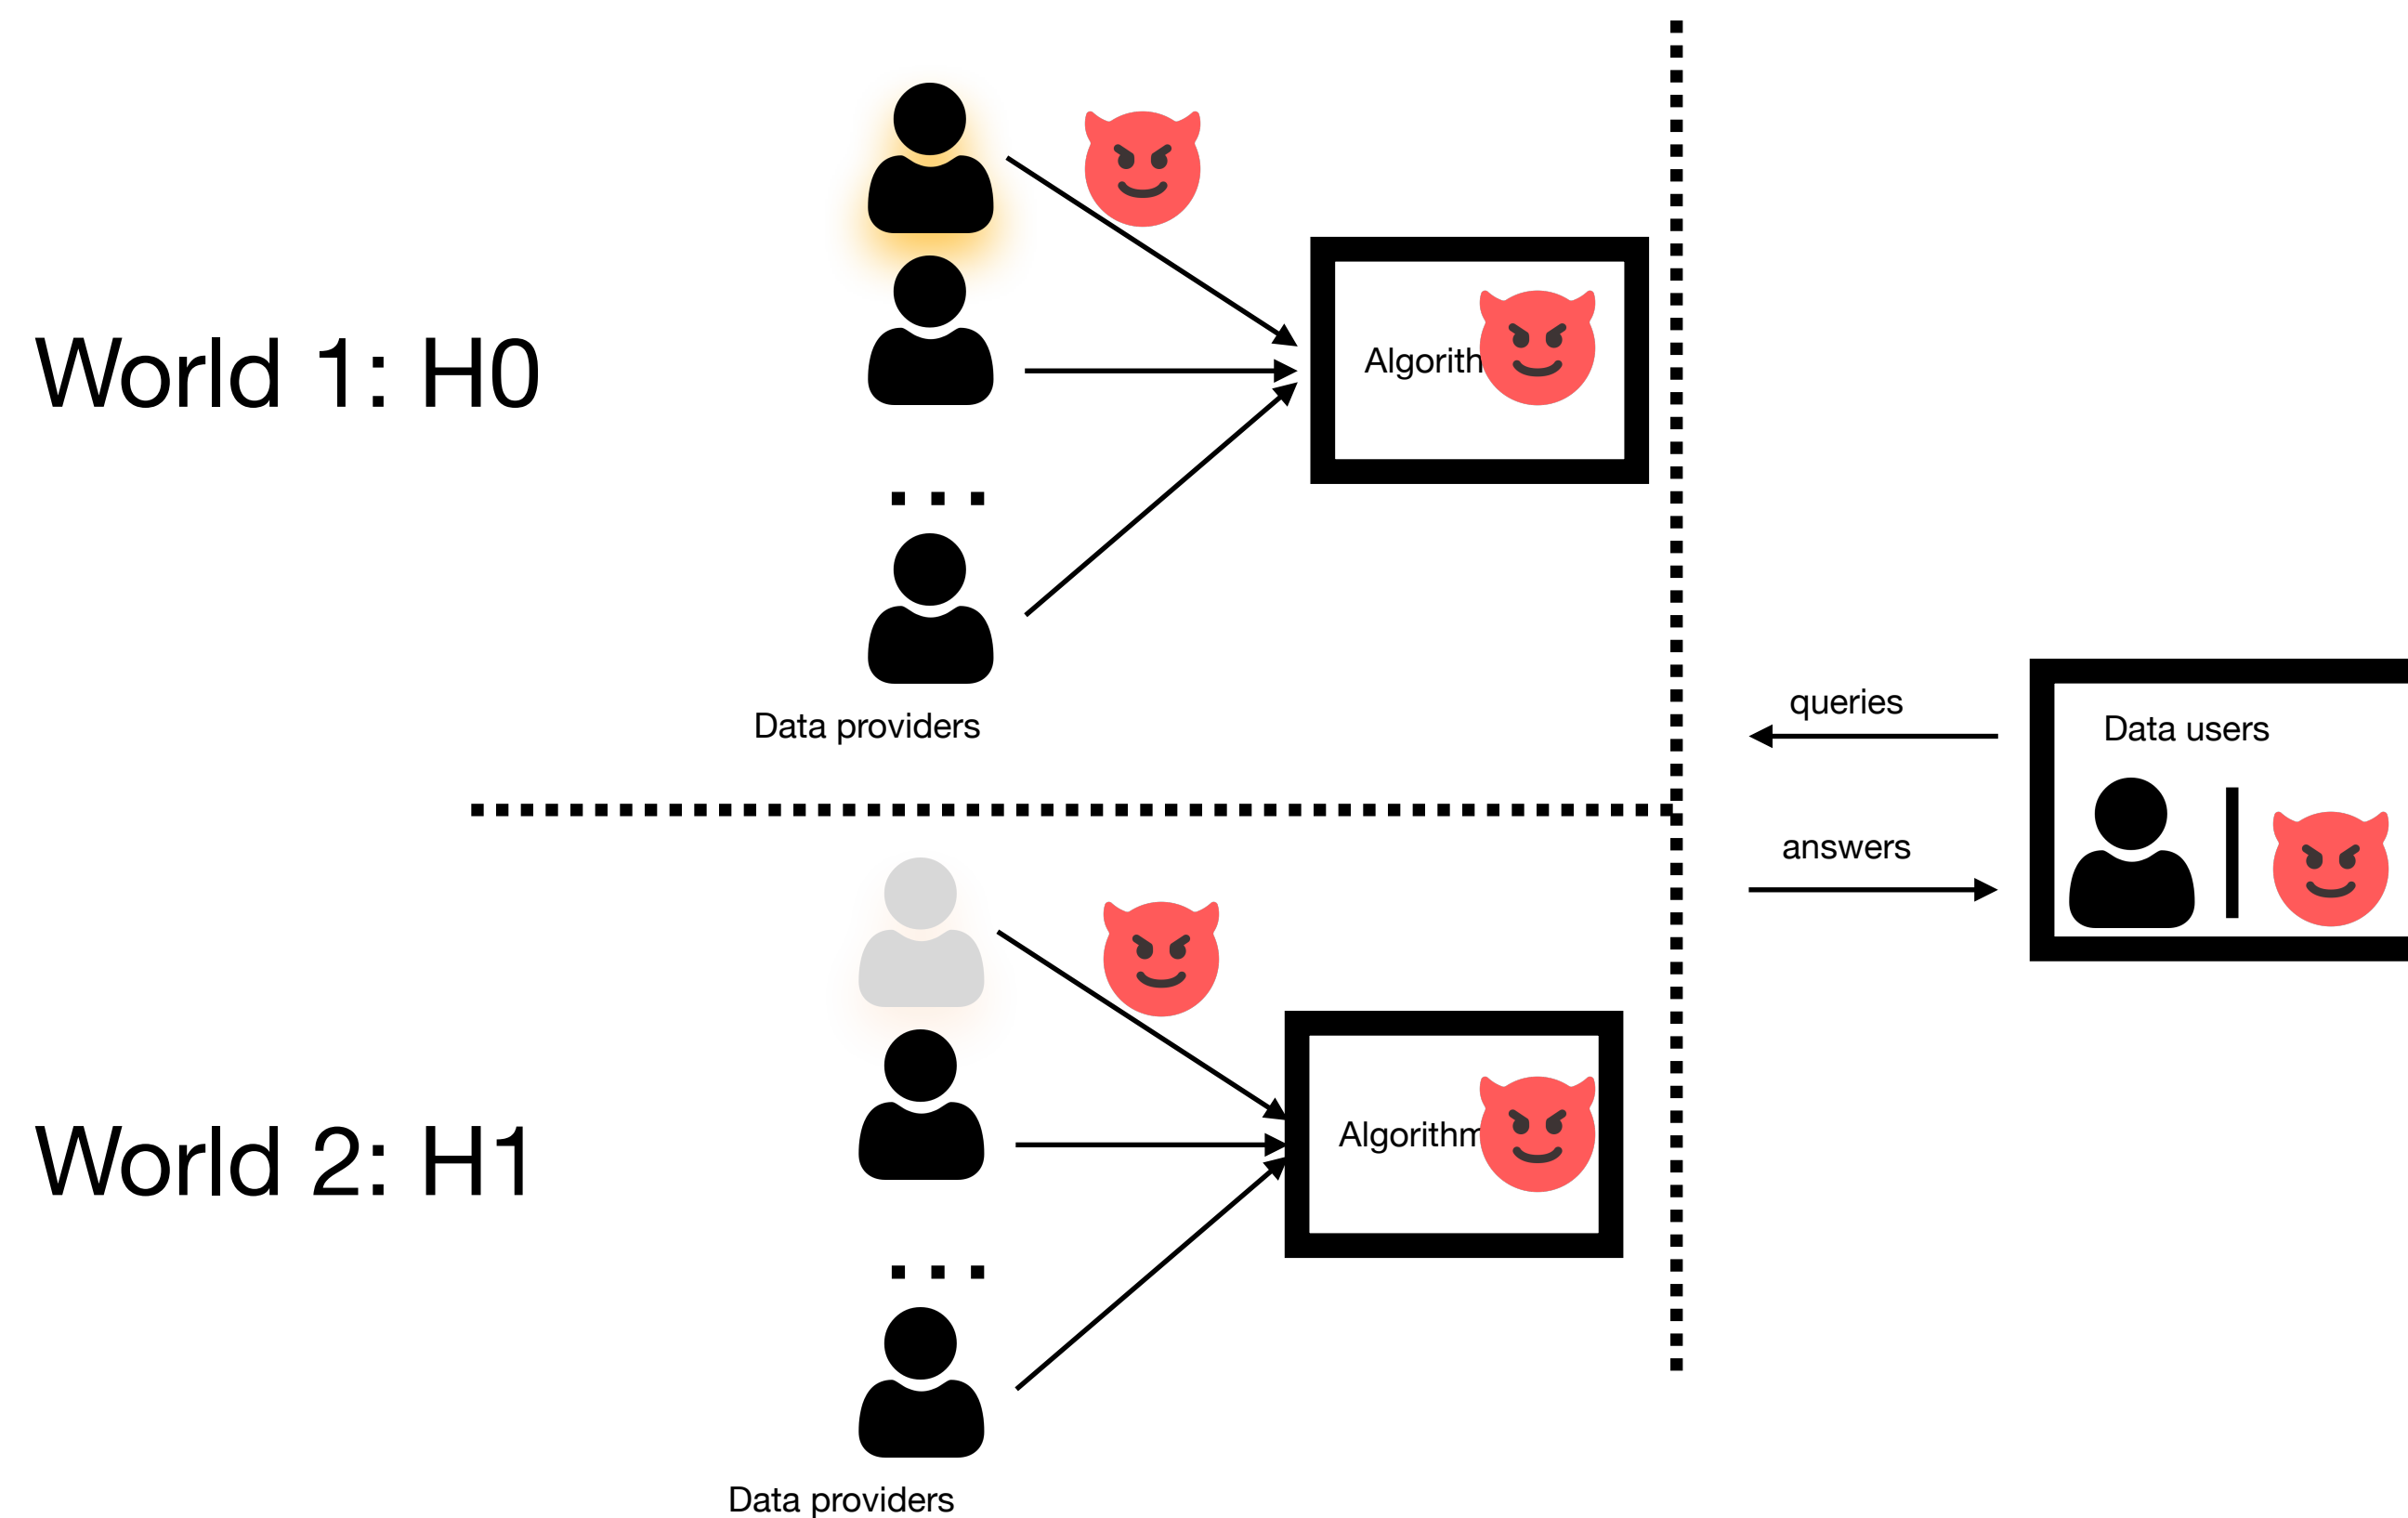 World 1: H0
Algorith
Data providers
queries
Data users
answers
World 2: H1
Algorithm
Data providers